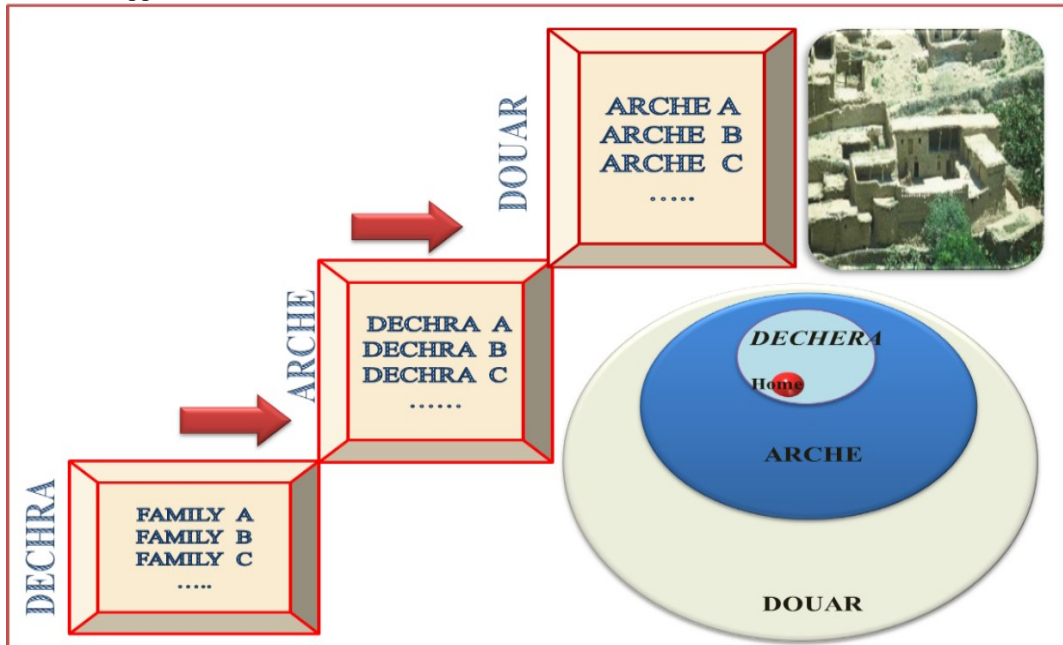 DOUAR
ARCHE A
ARCHE B
ARCHE C
.....
ARCHE
DECHRA A
DECHRA B
DECHRA C
......
DECHRA
FAMILY A
FAMILY B
FAMILY C
.....
DECHERA
Home
ARCHE
DOUAR